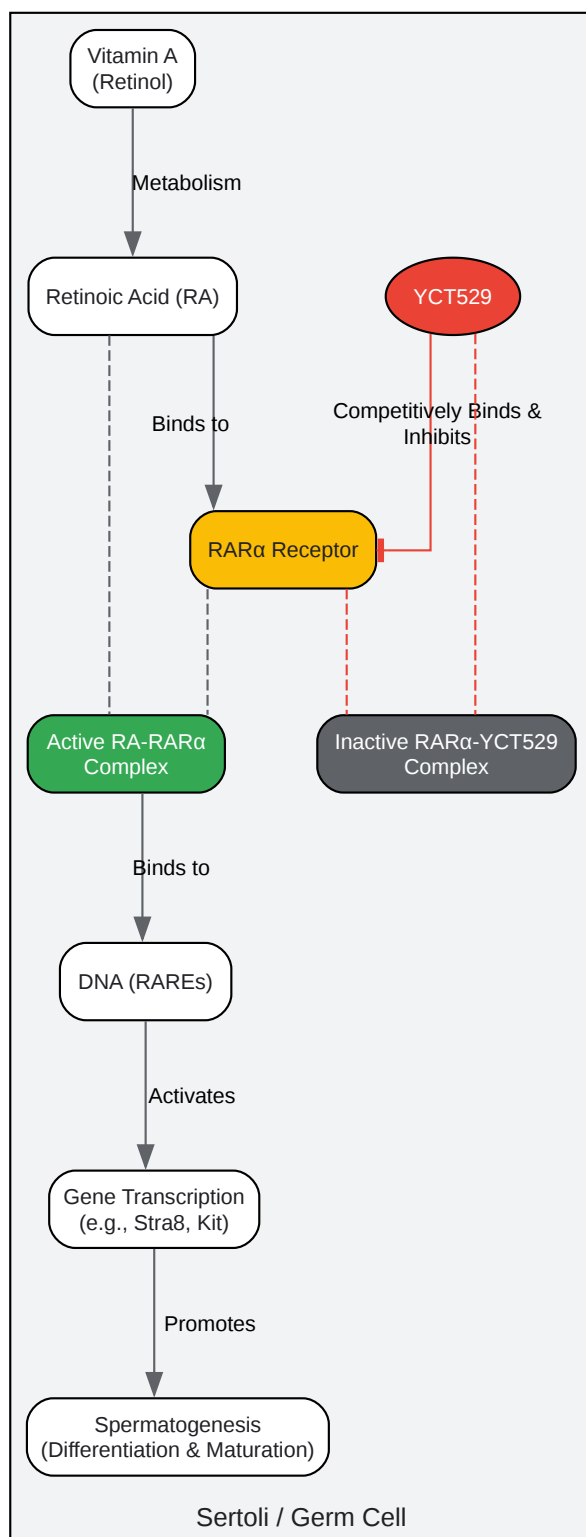 Vitamin A
(Retinol)
Metabolism
Retinoic Acid (RA)
YCT529
Binds to
Competitively Binds &
Inhibits
RARα Receptor
Active RA-RARα
Complex
Inactive RARα-YCT529
Complex
Binds to
DNA (RAREs)
Activates
Gene Transcription
(e.g., Stra8, Kit)
Promotes
Spermatogenesis
(Differentiation & Maturation)
Sertoli / Germ Cell